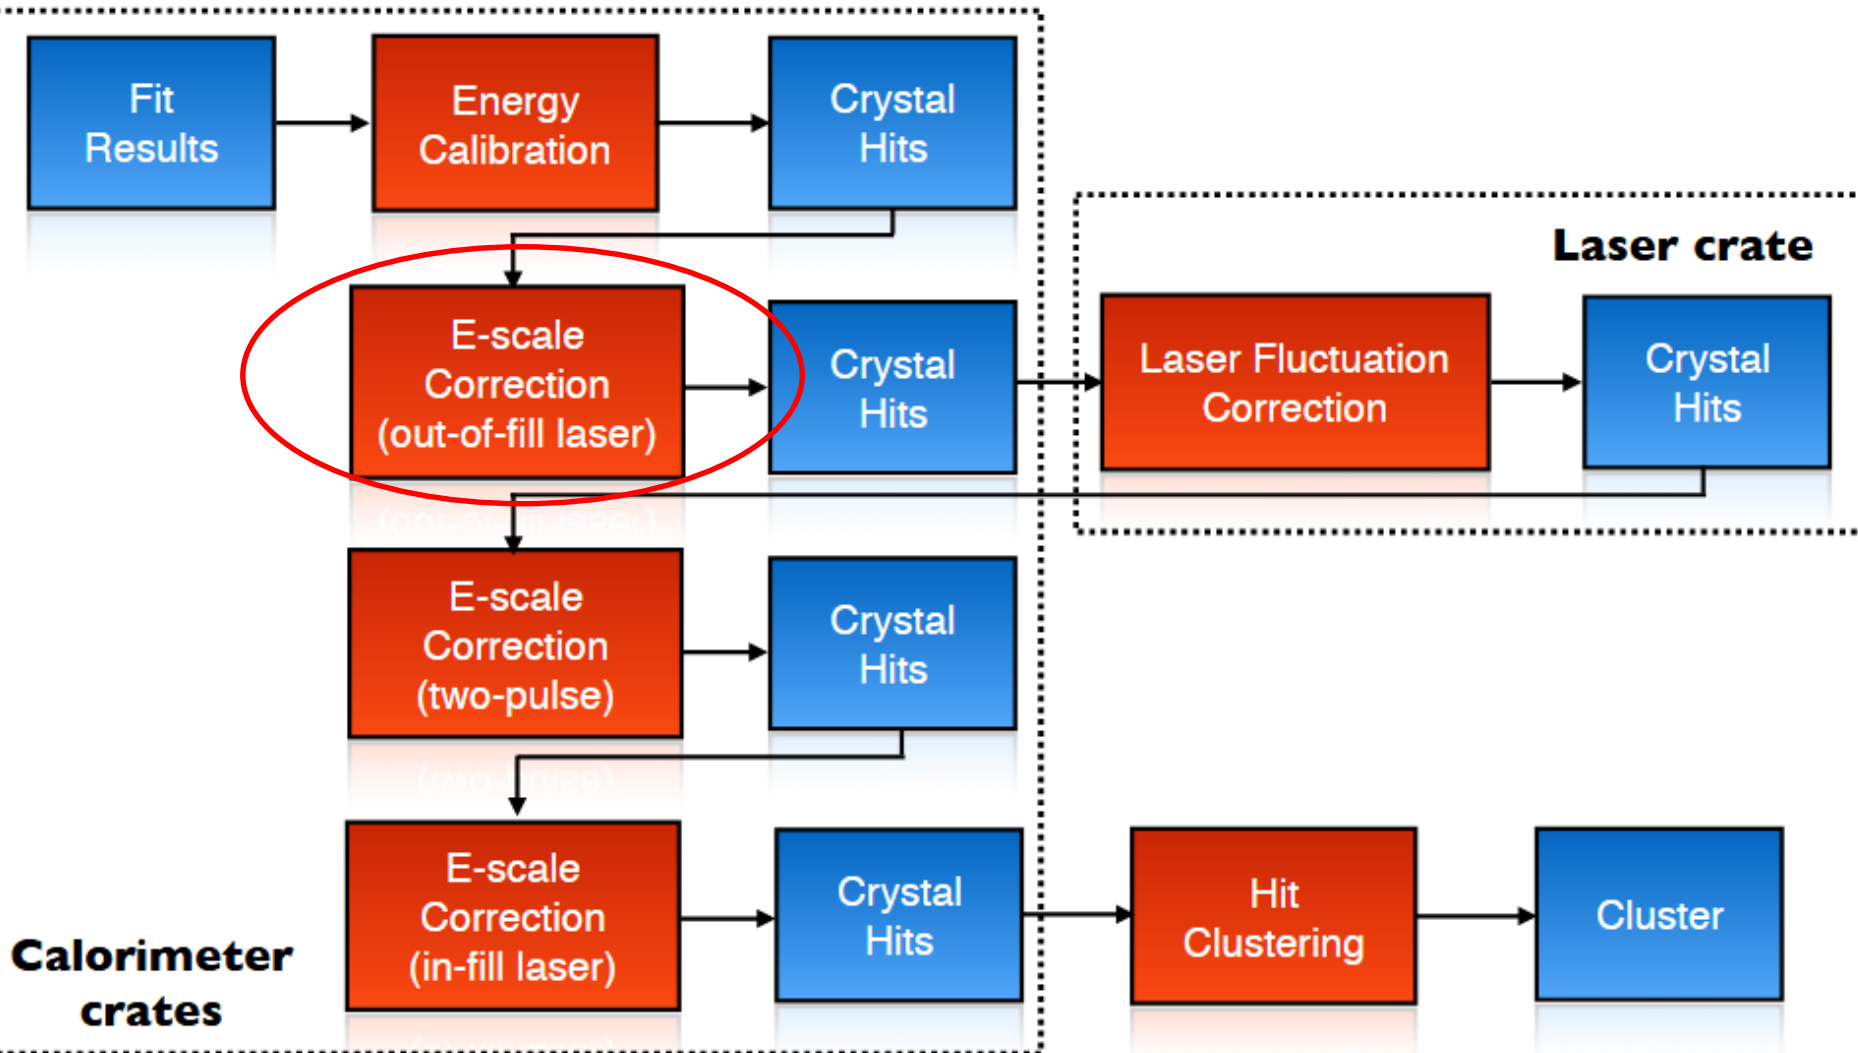 Fit
Results
Energy
Calibration
Crystal
Hits
Laser crate
E-scale
Correction
(out-of-fill laser)
Crystal
Hits
Laser Fluctuation
Correction
Crystal
Hits
E-scale
Correction
(two-pulse)
Crystal
Hits
E-scale
Correction
(in-fill laser)
Crystal
Hits
Hit
Clustering
Cluster
Calorimeter
crates